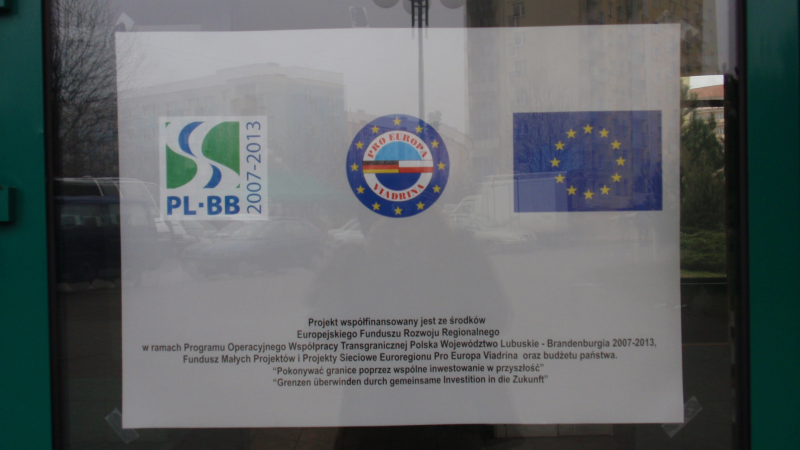 PL-BB
2007-2013
PRO EUROPA
VIADRINA
Projekt współfinansowany jest ze środków
Europejskiego Funduszu Rozwoju Regionalnego
w ramach Programu Operacyjnego Współpracy Transgranicznej Polska Województwo Lubuskie - Brandenburgia 2007-2013,
Fundusz Małych Projektów i Projekty Sieciowe Euroregionu Pro Europa Viadrina oraz budżetu państwa.
"Pokonywać granice poprzez wspólne inwestowanie w przyszłość"
"Grenzen überwinden durch gemeinsame Investition in die Zukunft"